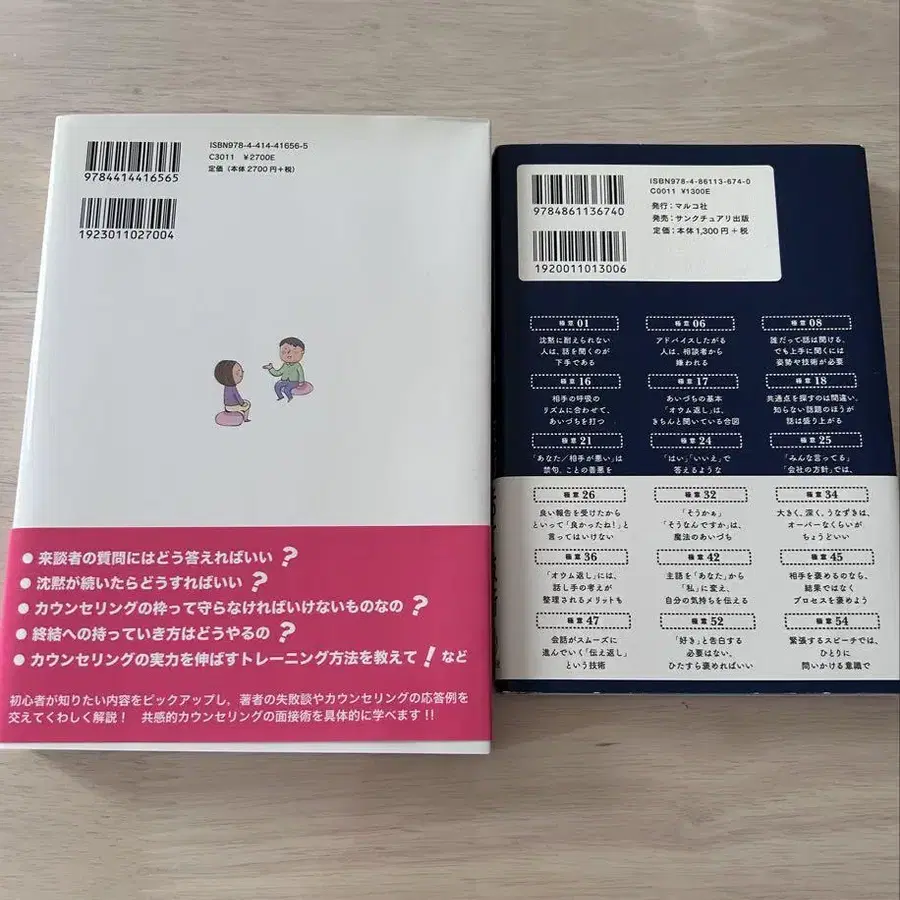 ISBN978-4-414-41656-5
C3011 ¥2700E
定価(本体2700円+税)
9784414416565
1923011027004
● 来談者の質問にはどう答えればいい?
● 沈黙が続いたらどうすればいい?
● カウンセリングの枠って守らなければいけないものなの?
● 終結への持っていき方はどうやるの?
● カウンセリングの実力を伸ばすトレーニング方法を教えて!など
初心者が知りたい内容をピックアップし,著者の失敗談やカウンセリングの応答例を
交えてくわしく解説! 共感的カウンセリングの面接術を具体的に学べます!!
ISBN978-4-86113-674-0
C0011 ¥1300E
発行:マルコ社
発売:サンクチュアリ出版
定価:本体1,300円+税
9784861136740
1920011013006
極意 01
沈黙に耐えられない
人は、話を聞くのが
下手である
極意 06
アドバイスしたがる
人は、相談者から
嫌われる
極意 08
誰だって話は聞ける、
でも上手に聞くには
姿勢や技術が必要
極意 16
相手の呼吸の
リズムに合わせて、
あいづちを打つ
極意 17
あいづちの基本
「オウム返し」は、
きちんと聞いている合図
極意 18
共通点を探すのは間違い、
知らない話題のほうが
話は盛り上がる
極意 21
「あなた/相手が悪い」は
禁句、ことの善悪を
極意 24
「はい」「いいえ」で
答えるような
極意 25
「みんな言ってる」
「会社の方針」では、
極意 26
良い報告を受けたから
といって「良かったね!」と
言ってはいけない
極意 32
「そうかぁ」
「そうなんですか」は、
魔法のあいづち
極意 34
大きく、深く。うなずきは、
オーバーなくらいが
ちょうどいい
極意 36
「オウム返し」には、
話し手の考えが
整理されるメリットも
極意 42
主語を「あなた」から
「私」に変え、
自分の気持ちを伝える
極意 45
相手を褒めるのなら、
結果ではなく
プロセスを褒めよう
極意 47
会話がスムーズに
進んでいく「伝え返し」
という技術
極意 52
「好き」と告白する
必要はない、
ひたすら褒めればいい
極意 54
緊張するスピーチでは、
ひとりに
問いかける意識で